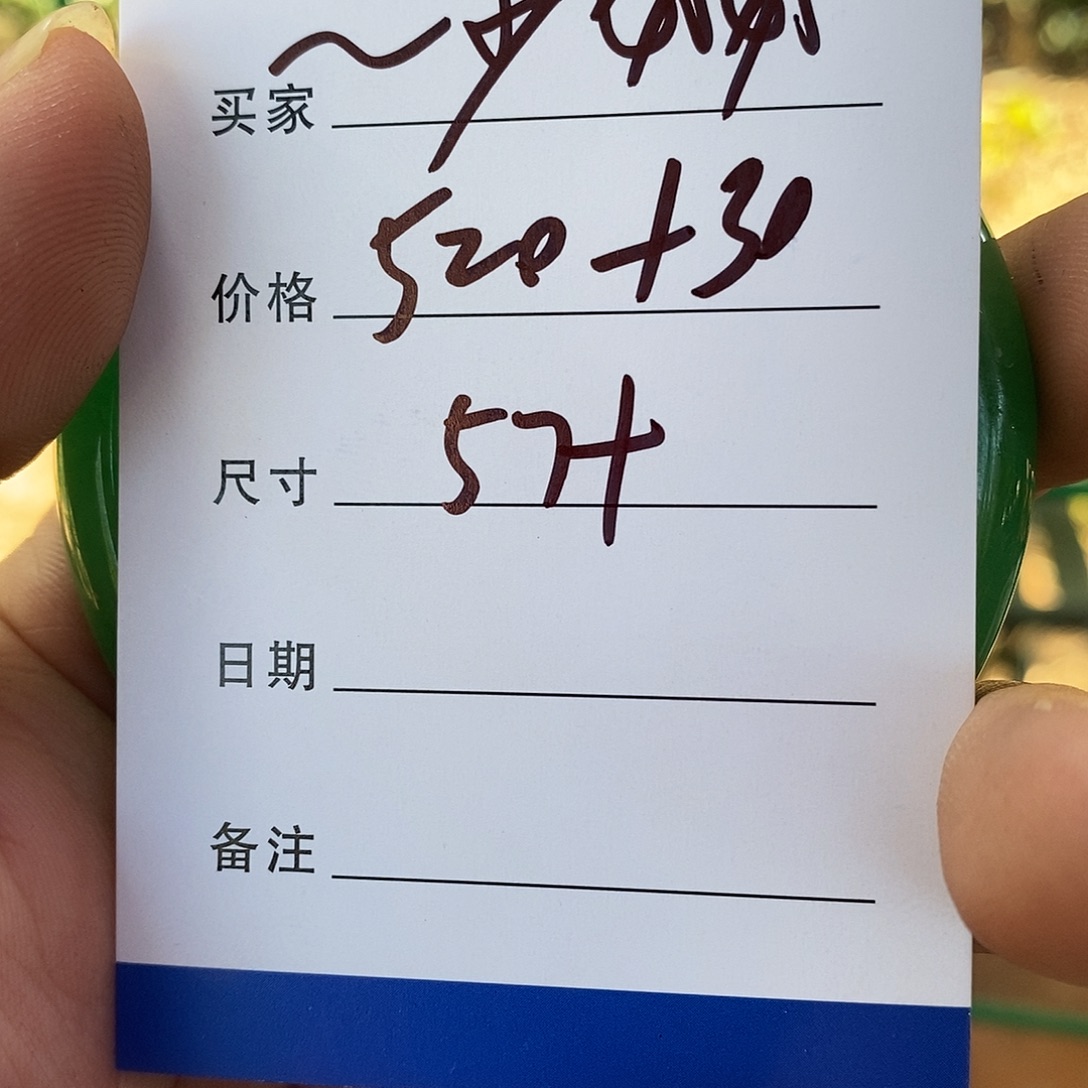 买家
价格 520+30
尺寸 57+
日期
备注